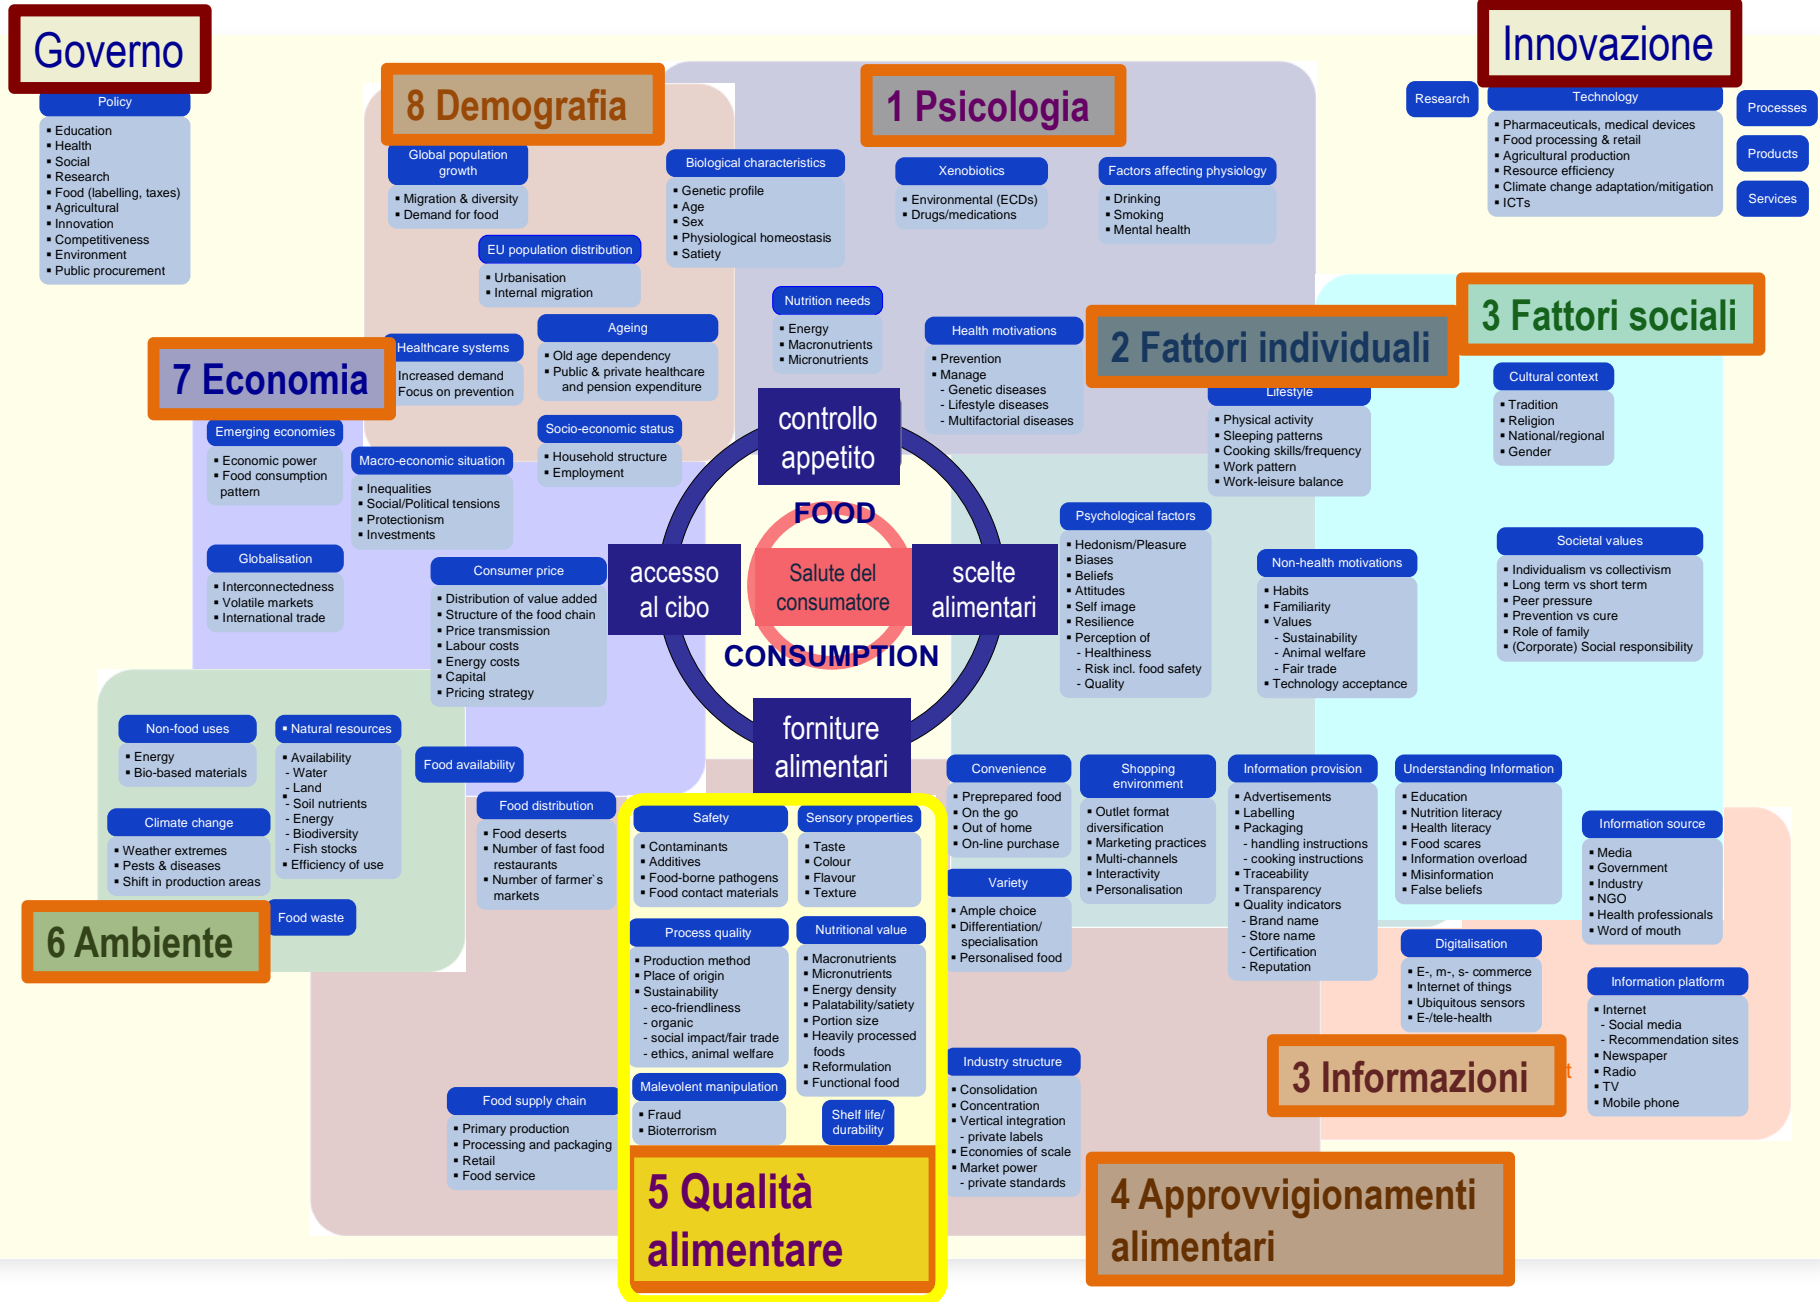 Governo
Policy
▪ Education
▪ Health
▪ Social
▪ Research
▪ Food (labelling, taxes)
▪ Agricultural
▪ Innovation
▪ Competitiveness
▪ Environment
▪ Public procurement
8 Demografia
Global population
growth
▪ Migration & diversity
▪ Demand for food
EU population distribution
▪ Urbanisation
▪ Internal migration
Ageing
▪ Old age dependency
▪ Public & private healthcare
and pension expenditure
Healthcare systems
Increased demand
Focus on prevention
Socio-economic status
▪ Household structure
▪ Employment
1 Psicologia
Biological characteristics
▪ Genetic profile
▪ Age
▪ Sex
▪ Physiological homeostasis
▪ Satiety
Xenobiotics
▪ Environmental (ECDs)
▪ Drugs/medications
Factors affecting physiology
▪ Drinking
▪ Smoking
▪ Mental health
Nutrition needs
▪ Energy
▪ Macronutrients
▪ Micronutrients
Health motivations
▪ Prevention
▪ Manage
- Genetic diseases
- Lifestyle diseases
- Multifactorial diseases
Innovazione
Research
Technology
▪ Pharmaceuticals, medical devices
▪ Food processing & retail
▪ Agricultural production
▪ Resource efficiency
▪ Climate change adaptation/mitigation
▪ ICTs
Processes
Products
Services
2 Fattori individuali
Lifestyle
▪ Physical activity
▪ Sleeping patterns
▪ Cooking skills/frequency
▪ Work pattern
▪ Work-leisure balance
Psychological factors
▪ Hedonism/Pleasure
▪ Biases
▪ Beliefs
▪ Attitudes
▪ Self image
▪ Resilience
▪ Perception of
- Healthiness
- Risk incl. food safety
- Quality
Non-health motivations
▪ Habits
▪ Familiarity
▪ Values
- Sustainability
- Animal welfare
- Fair trade
▪ Technology acceptance
3 Fattori sociali
Cultural context
▪ Tradition
▪ Religion
▪ National/regional
▪ Gender
Societal values
▪ Individualism vs collectivism
▪ Long term vs short term
▪ Peer pressure
▪ Prevention vs cure
▪ Role of family
▪ (Corporate) Social responsibility
7 Economia
Emerging economies
▪ Economic power
▪ Food consumption
pattern
Macro-economic situation
▪ Inequalities
▪ Social/Political tensions
▪ Protectionism
▪ Investments
Globalisation
▪ Interconnectedness
▪ Volatile markets
▪ International trade
Consumer price
▪ Distribution of value added
▪ Structure of the food chain
▪ Price transmission
▪ Labour costs
▪ Energy costs
▪ Capital
▪ Pricing strategy
controllo
appetito
FOOD
accesso
al cibo
Salute del
consumatore
scelte
alimentari
CONSUMPTION
forniture
alimentari
Non-food uses
▪ Energy
▪ Bio-based materials
▪ Natural resources
▪ Availability
- Water
- Land
- Soil nutrients
- Energy
- Biodiversity
- Fish stocks
▪ Efficiency of use
Climate change
▪ Weather extremes
▪ Pests & diseases
▪ Shift in production areas
Food waste
6 Ambiente
Food availability
Food distribution
▪ Food deserts
▪ Number of fast food
restaurants
▪ Number of farmer`s
markets
Food supply chain
▪ Primary production
▪ Processing and packaging
▪ Retail
▪ Food service
Safety
▪ Contaminants
▪ Additives
▪ Food-borne pathogens
▪ Food contact materials
Sensory properties
▪ Taste
▪ Colour
▪ Flavour
▪ Texture
Process quality
▪ Production method
▪ Place of origin
▪ Sustainability
- eco-friendliness
- organic
- social impact/fair trade
- ethics, animal welfare
Nutritional value
▪ Macronutrients
▪ Micronutrients
▪ Energy density
▪ Palatability/satiety
▪ Portion size
▪ Heavily processed
foods
▪ Reformulation
▪ Functional food
Malevolent manipulation
▪ Fraud
▪ Bioterrorism
Shelf life/
durability
5 Qualità
alimentare
Convenience
▪ Preprepared food
▪ On the go
▪ Out of home
▪ On-line purchase
Variety
▪ Ample choice
▪ Differentiation/
specialisation
▪ Personalised food
Shopping
environment
▪ Outlet format
diversification
▪ Marketing practices
▪ Multi-channels
▪ Interactivity
▪ Personalisation
Industry structure
▪ Consolidation
▪ Concentration
▪ Vertical integration
- private labels
▪ Economies of scale
▪ Market power
- private standards
4 Approvvigionamenti
alimentari
Information provision
▪ Advertisements
▪ Labelling
▪ Packaging
- handling instructions
- cooking instructions
▪ Traceability
▪ Transparency
▪ Quality indicators
- Brand name
- Store name
- Certification
- Reputation
Understanding Information
▪ Education
▪ Nutrition literacy
▪ Health literacy
▪ Food scares
▪ Information overload
▪ Misinformation
▪ False beliefs
Information source
▪ Media
▪ Government
▪ Industry
▪ NGO
▪ Health professionals
▪ Word of mouth
Digitalisation
▪ E-, m-, s- commerce
▪ Internet of things
▪ Ubiquitous sensors
▪ E-/tele-health
Information platform
▪ Internet
- Social media
- Recommendation sites
▪ Newspaper
▪ Radio
▪ TV
▪ Mobile phone
3 Informazioni
t